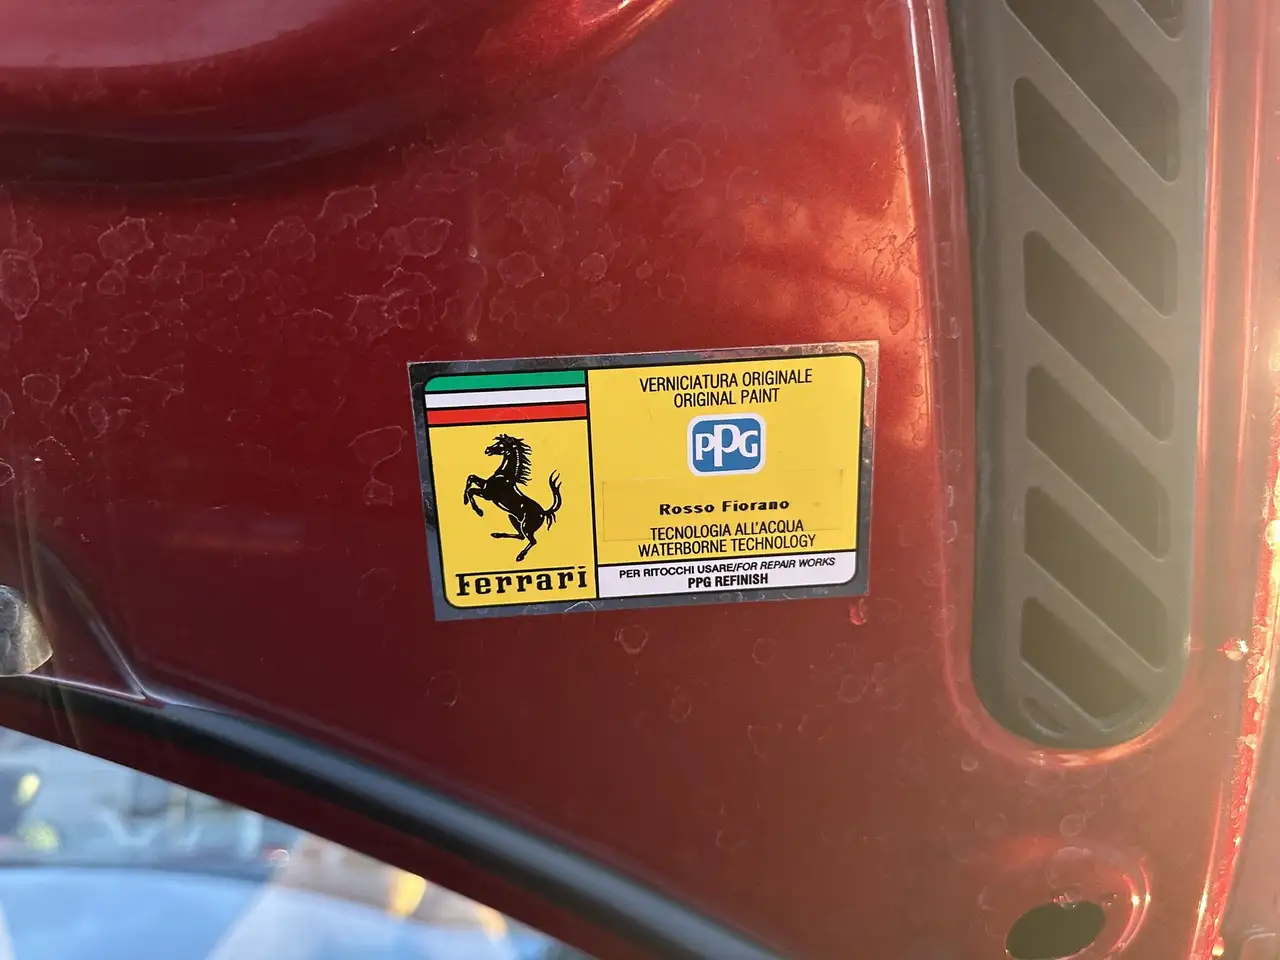 Ferrari
VERNICIATURA ORIGINALE
ORIGINAL PAINT
PPG
Rosso Fiorano
TECNOLOGIA ALL'ACQUA
WATERBORNE TECHNOLOGY
PER RITOCCHI USARE/FOR REPAIR WORKS
PPG REFINISH